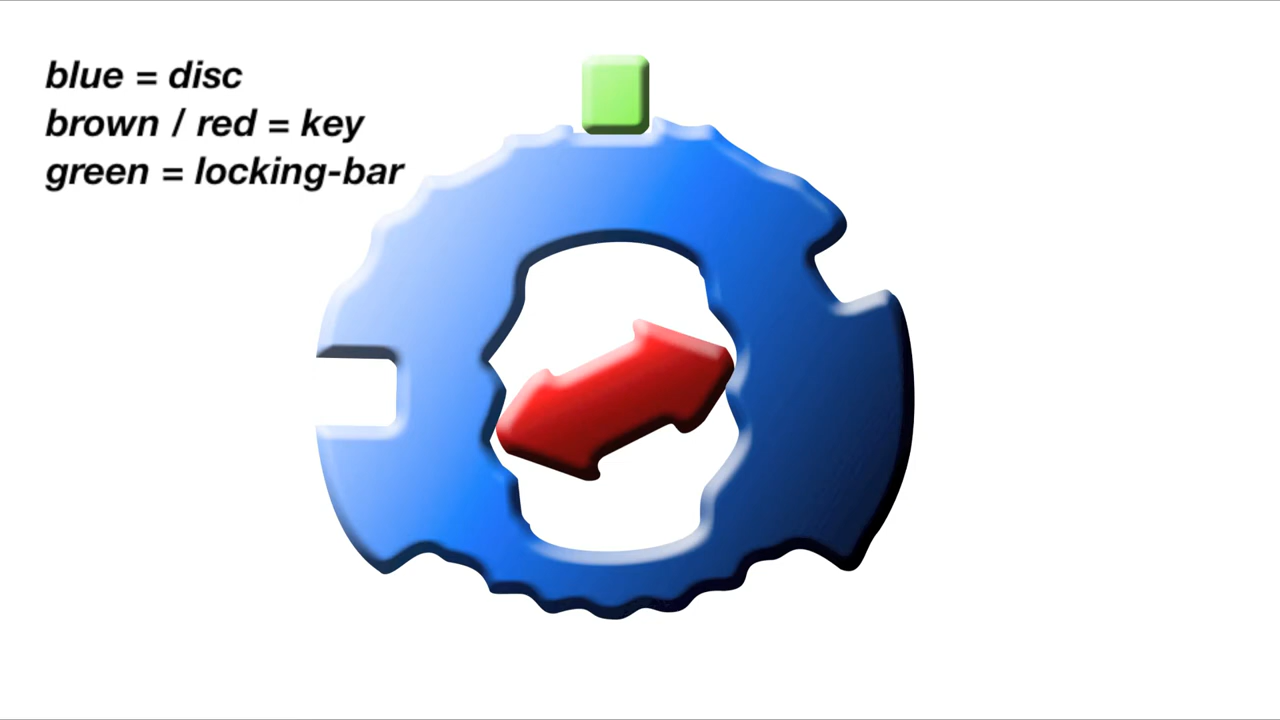 blue = disc
brown / red = key
green = locking-bar